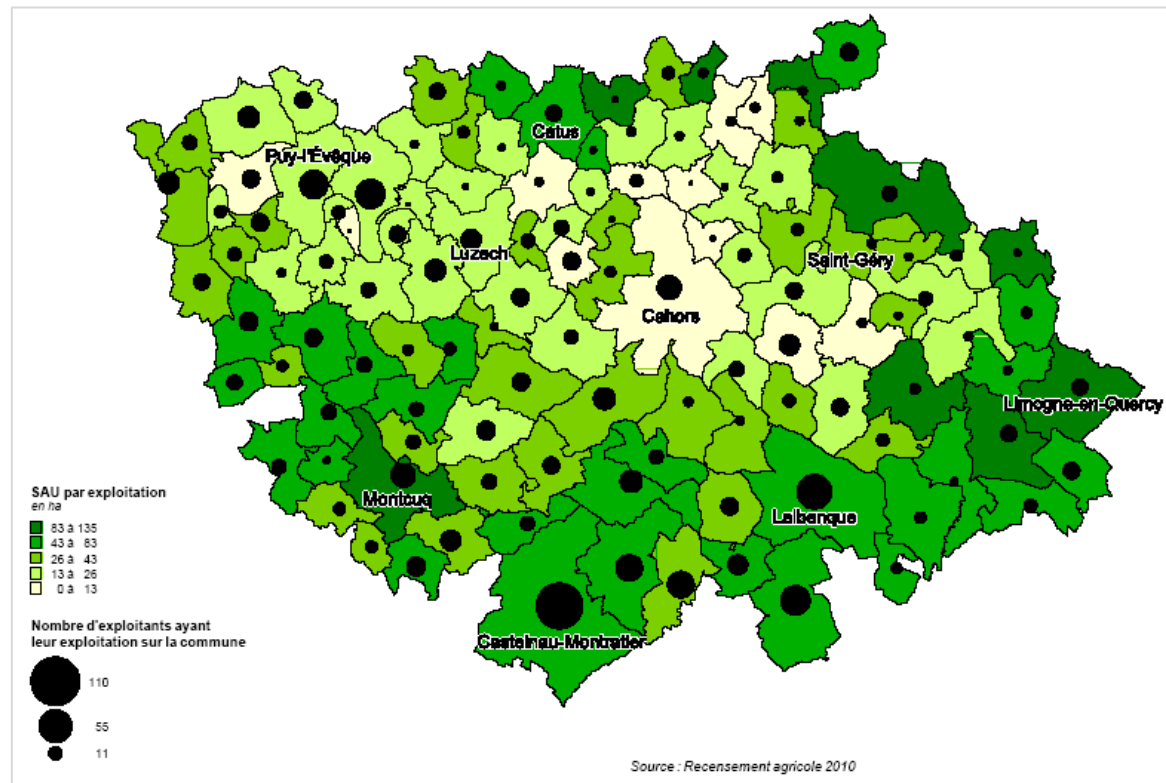 Catus
Puy-l'Évêque
Luzech
Saint-Géry
Cahors
Limogne-en-Quercy
Montcuq
Lalbenque
Castelnau-Montratier
SAU par exploitation
en ha
83 à 135
43 à 83
26 à 43
13 à 26
0 à 13
Nombre d'exploitants ayant
leur exploitation sur la commune
110
55
11
Source : Recensement agricole 2010